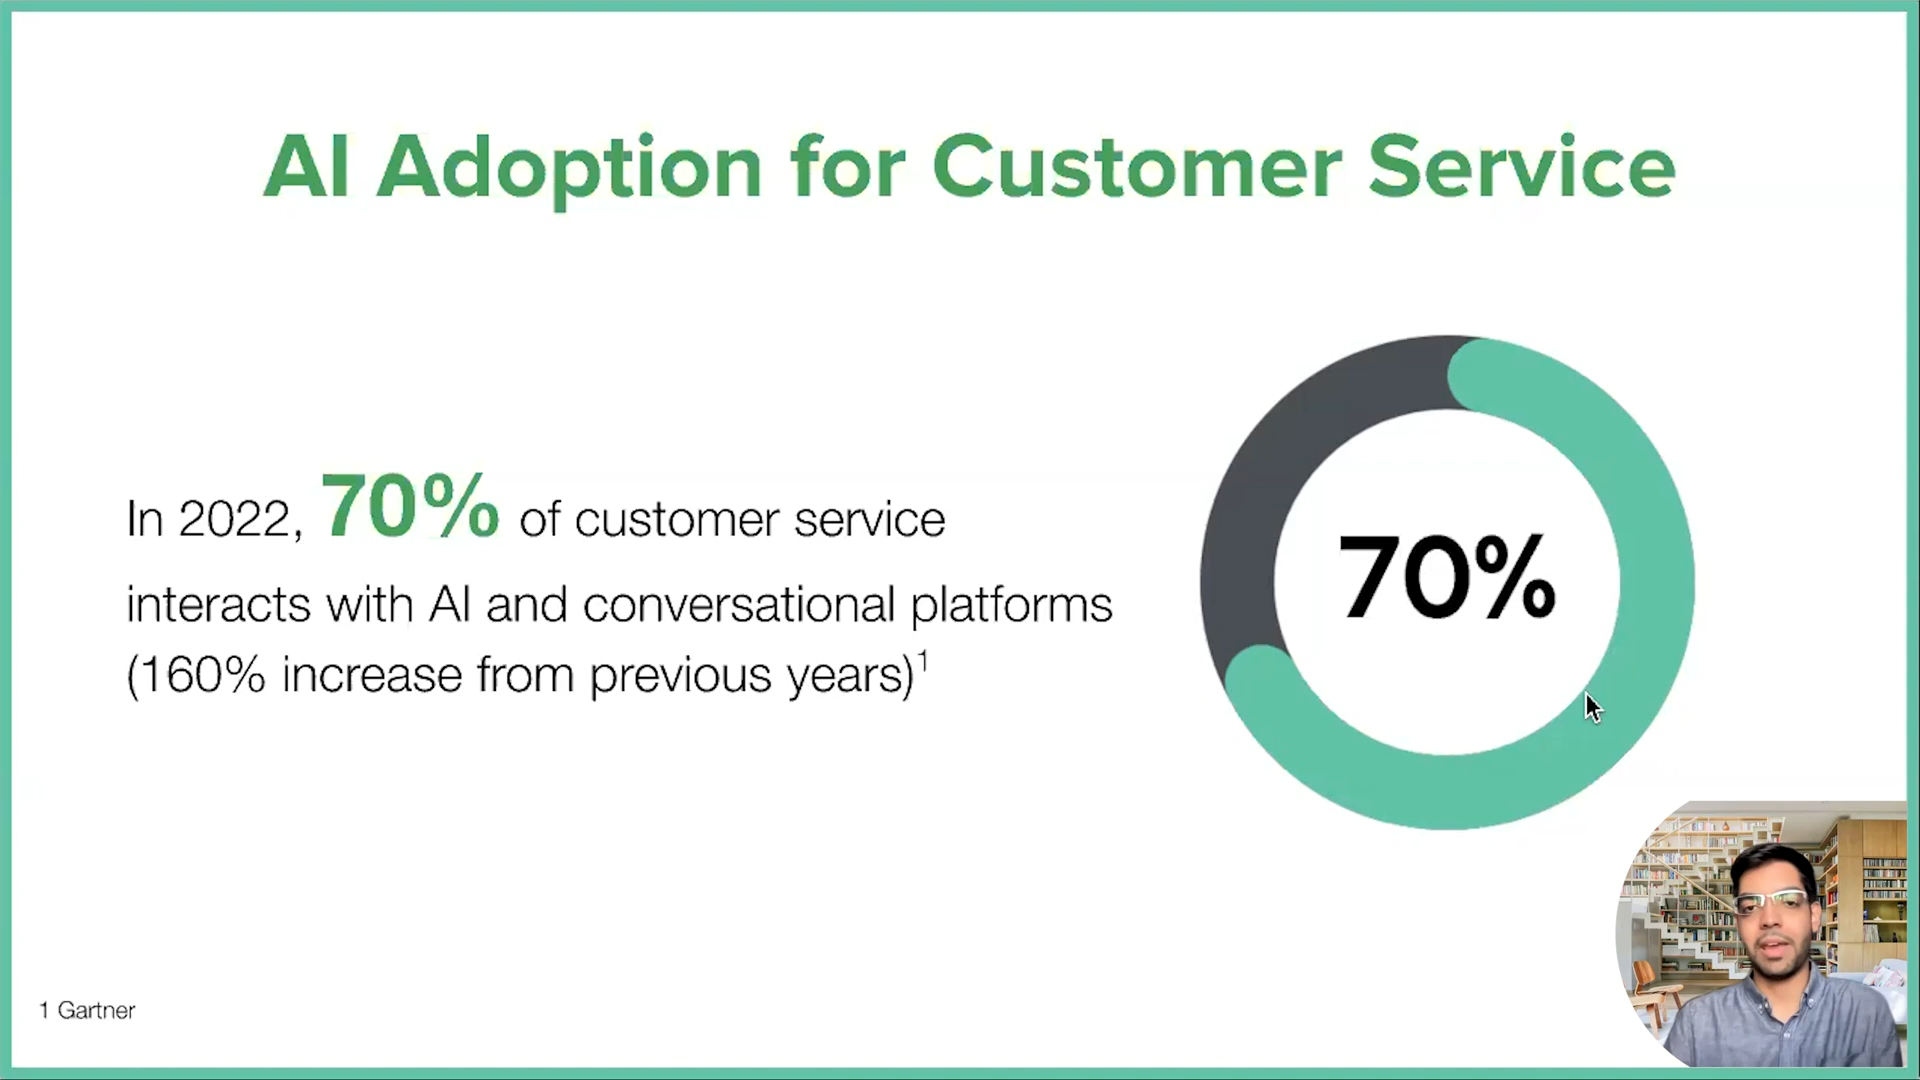 AI Adoption for Customer Service
In 2022, 70% of customer service
interacts with AI and conversational platforms
(160% increase from previous years)¹
70%
1 Gartner